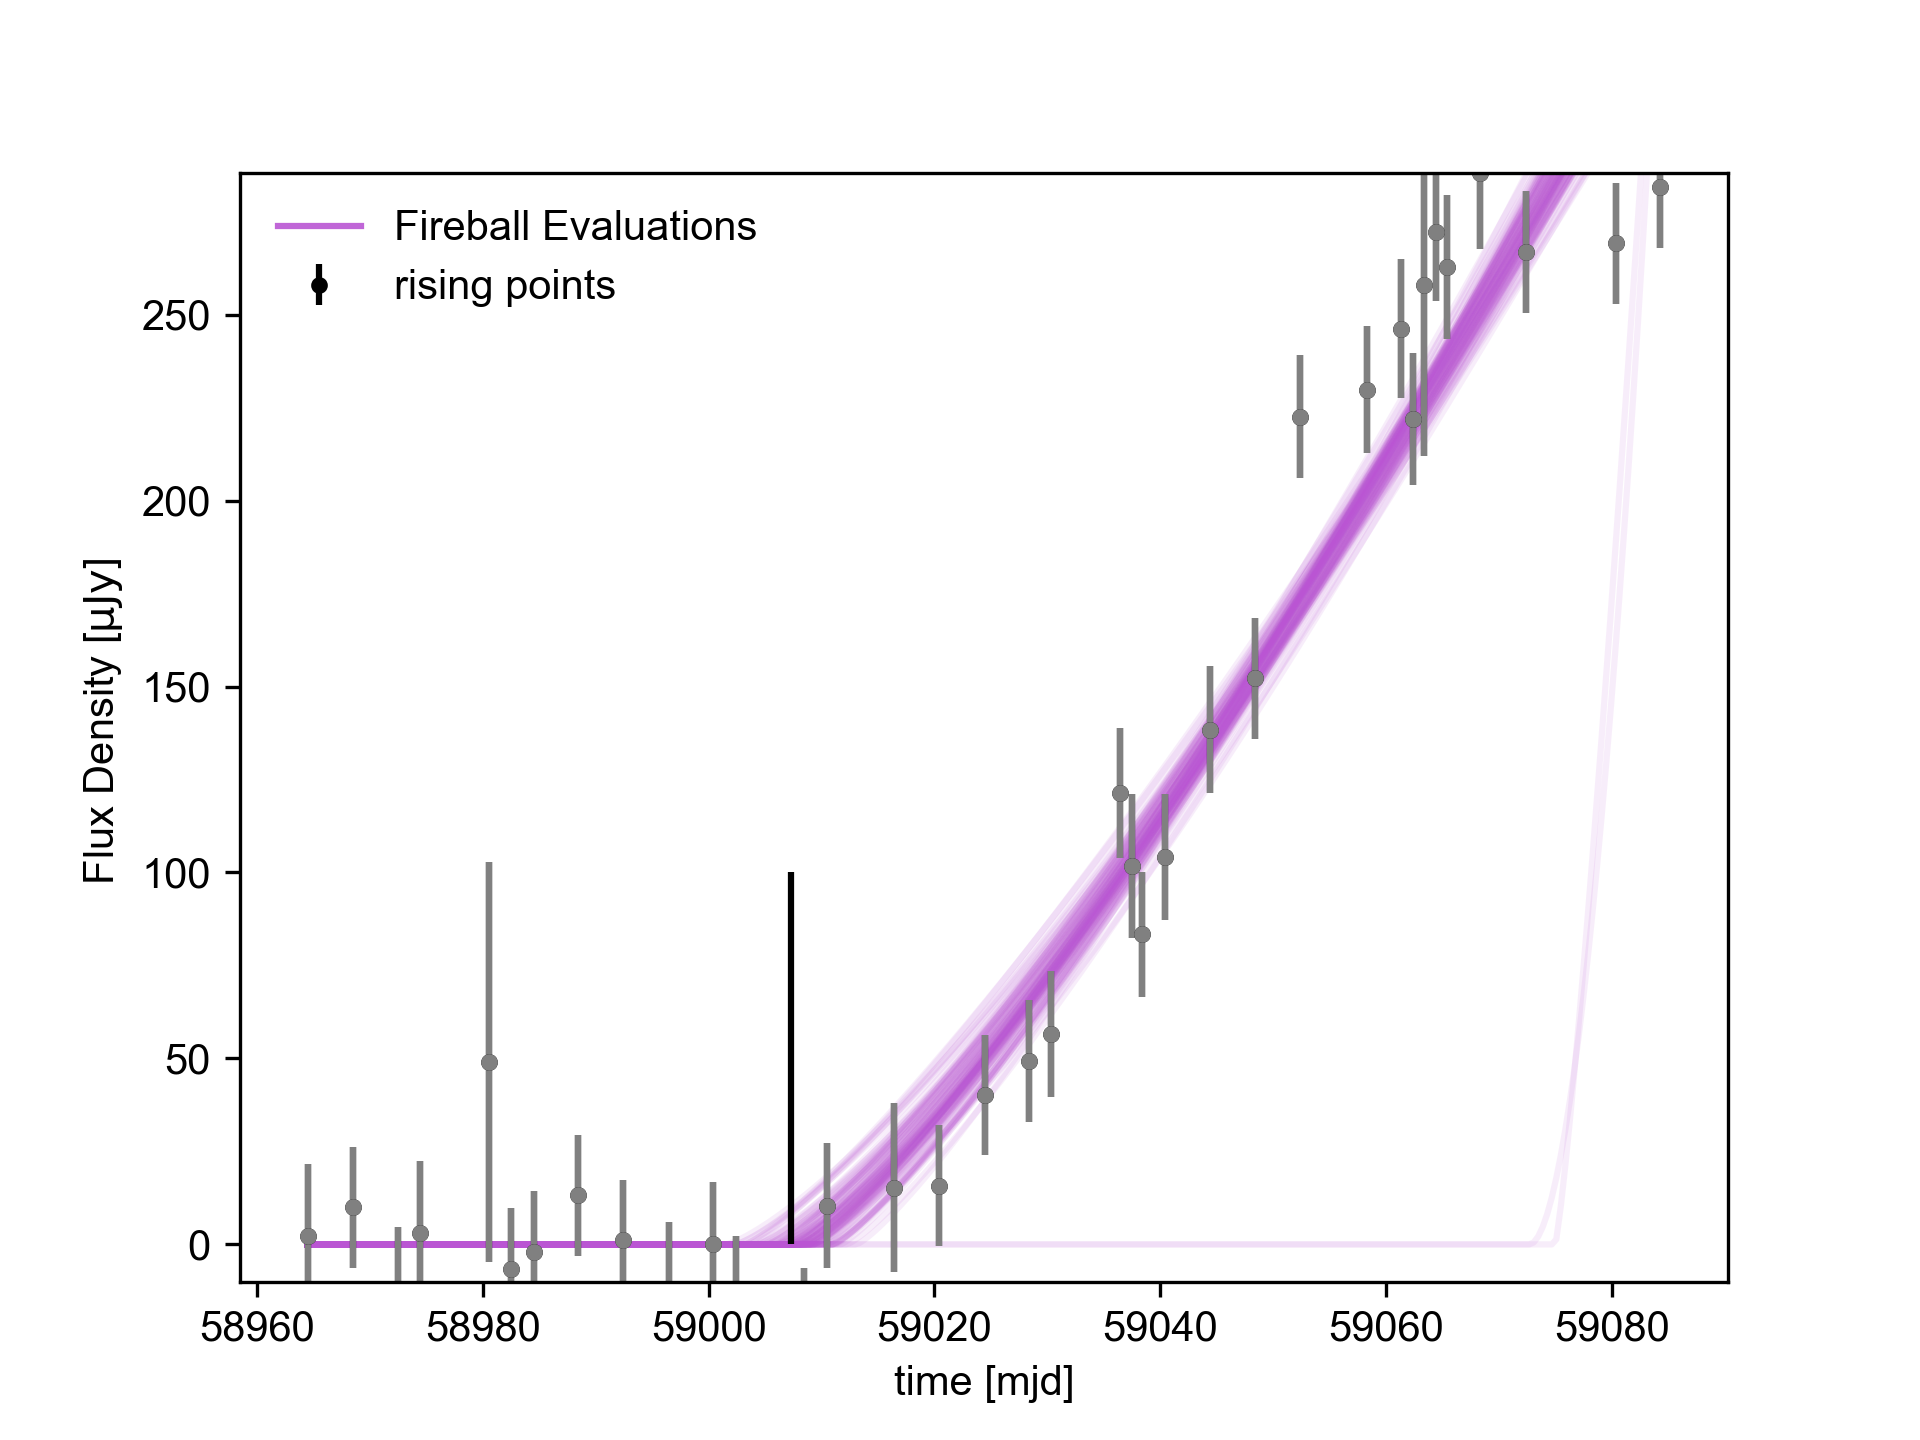 Fireball Evaluations
rising points
250
200
150
100
50
0
Flux Density [µJy]
58960 58980 59000 59020 59040 59060 59080
time [mjd]